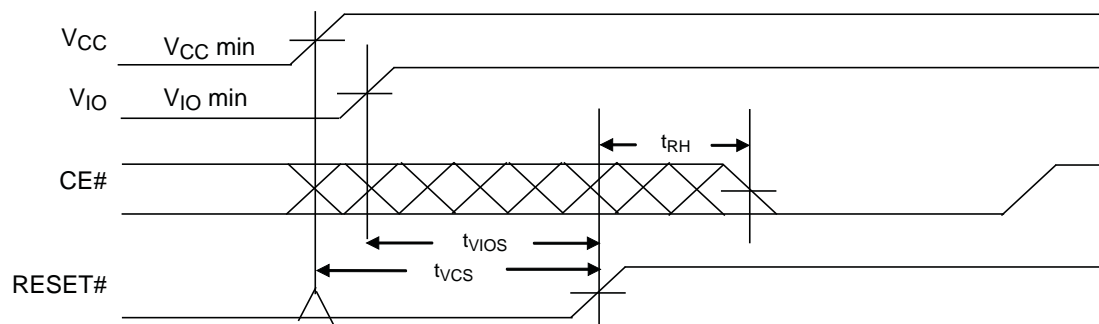 VCC VCC min
VIO VIO min
tRH
CE#
tVIOS
tVCS
RESET#